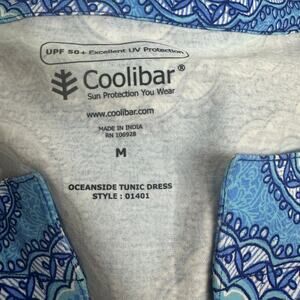 UPF 50+ Excellent UV Protection
Coolibar®
Sun Protection You Wear
www.coolibar.com
MADE IN INDIA
RN 106928
M
OCEANSIDE TUNIC DRESS
STYLE : 01401